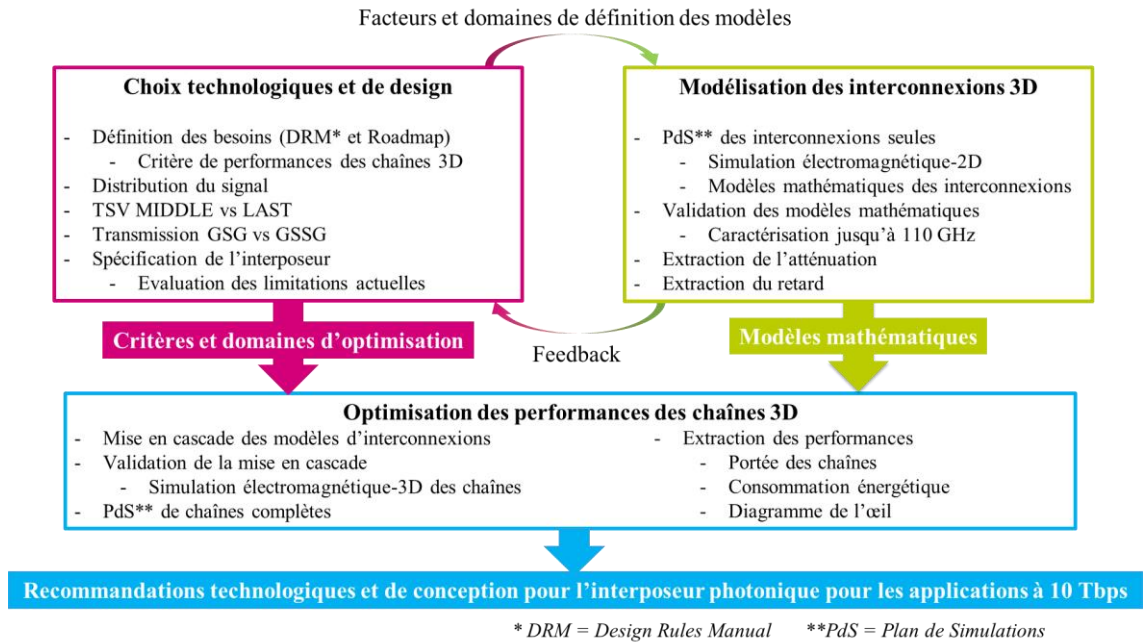 Facteurs et domaines de définition des modèles
Choix technologiques et de design
- Définition des besoins (DRM* et Roadmap)
- Critère de performances des chaînes 3D
- Distribution du signal
- TSV MIDDLE vs LAST
- Transmission GSG vs GSSG
- Spécification de l'interposeur
- Evaluation des limitations actuelles
Modélisation des interconnexions 3D
- PdS** des interconnexions seules
- Simulation électromagnétique-2D
- Modèles mathématiques des interconnexions
- Validation des modèles mathématiques
- Caractérisation jusqu'à 110 GHz
- Extraction de l'atténuation
- Extraction du retard
Critères et domaines d'optimisation
Feedback
Modèles mathématiques
Optimisation des performances des chaînes 3D
- Mise en cascade des modèles d'interconnexions
- Validation de la mise en cascade
- Simulation électromagnétique-3D des chaînes
- PdS** de chaînes complètes
- Extraction des performances
- Portée des chaînes
- Consommation énergétique
- Diagramme de l'œil
Recommandations technologiques et de conception pour l'interposeur photonique pour les applications à 10 Tbps
* DRM = Design Rules Manual **PdS = Plan de Simulations